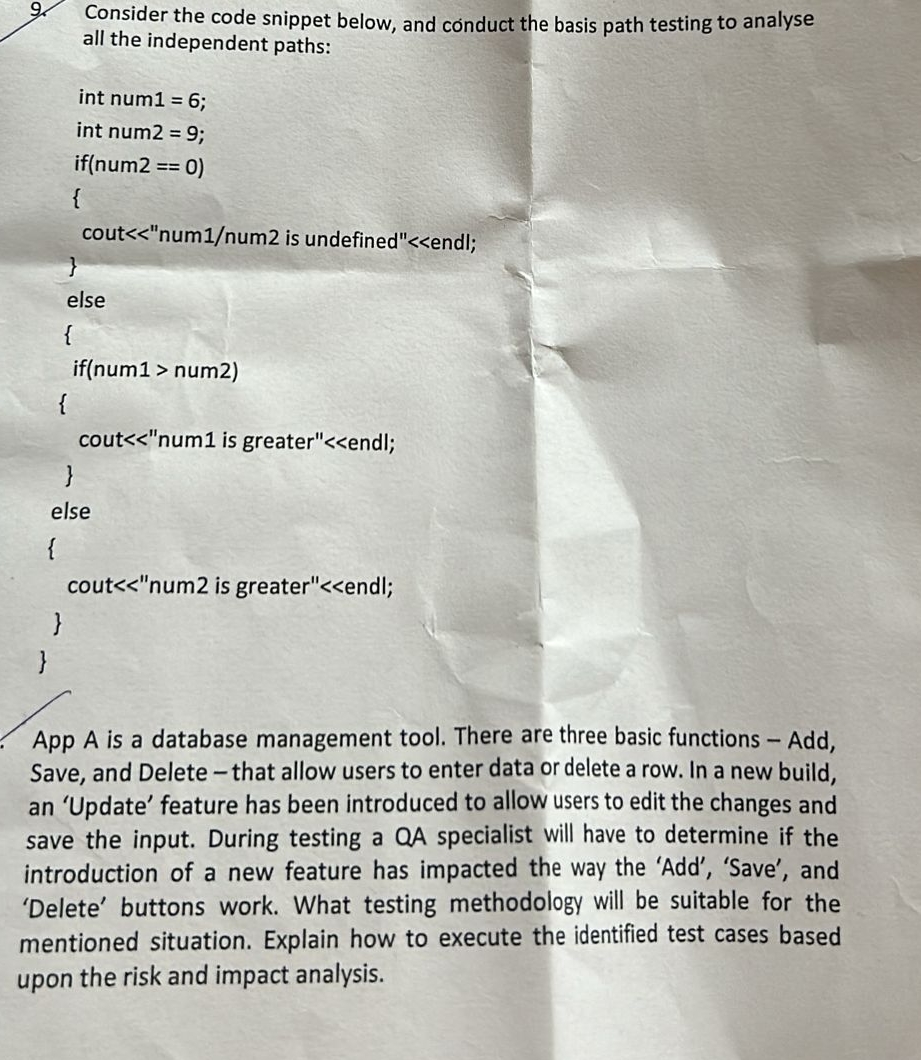 9. Consider the code snippet below, and conduct the basis path testing to analyse
all the independent paths:
int num1 = 6;
int num2 = 9;
if(num2 == 0)
{
cout<<"num1/num2 is undefined"<<endl;
}
else
{
if(num1 > num2)
{
cout<<"num1 is greater"<<endl;
}
else
{
cout<<"num2 is greater"<<endl;
}
}
. App A is a database management tool. There are three basic functions – Add,
Save, and Delete – that allow users to enter data or delete a row. In a new build,
an ‘Update’ feature has been introduced to allow users to edit the changes and
save the input. During testing a QA specialist will have to determine if the
introduction of a new feature has impacted the way the ‘Add’, ‘Save’, and
‘Delete’ buttons work. What testing methodology will be suitable for the
mentioned situation. Explain how to execute the identified test cases based
upon the risk and impact analysis.